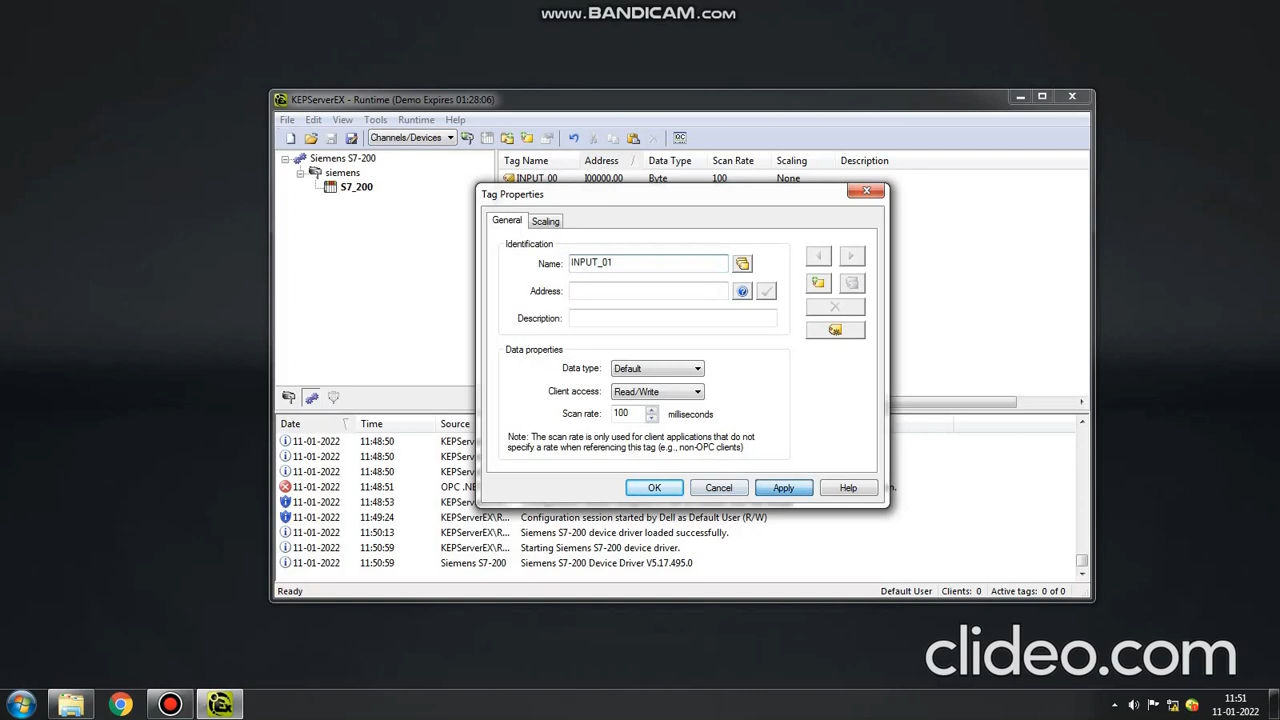 www.BANDICAM.com
KEPServerEX - Runtime (Demo Expires 01:28:06)
File Edit View Tools Runtime Help
Channels/Devices
OC
Siemens S7-200
siemens
S7_200
Tag Name Address / Data Type Scan Rate Scaling Description
INPUT_00 I00000.00 Byte 100 None
Tag Properties
General Scaling
Identification
Name: INPUT_01
Address:
Description:
Data properties
Data type: Default
Client access: Read/Write
Scan rate: 100 milliseconds
Note: The scan rate is only used for client applications that do not
specify a rate when referencing this tag (e.g., non-OPC clients)
OK Cancel Apply Help
Date Time Source
11-01-2022 11:48:50 KEPServ...
11-01-2022 11:48:50 KEPServ...
11-01-2022 11:48:50 KEPServ...
11-01-2022 11:48:51 OPC .NE
11-01-2022 11:48:53 KEPServerEX\R...
11-01-2022 11:49:24 KEPServerEX\R... Configuration session started by Dell as Default User (R/W)
11-01-2022 11:50:13 KEPServerEX\R... Siemens S7-200 device driver loaded successfully.
11-01-2022 11:50:59 KEPServerEX\R... Starting Siemens S7-200 device driver.
11-01-2022 11:50:59 Siemens S7-200 Siemens S7-200 Device Driver V5.17.495.0
Ready Default User Clients: 0 Active tags: 0 of 0
clideo.com
11:51
11-01-2022